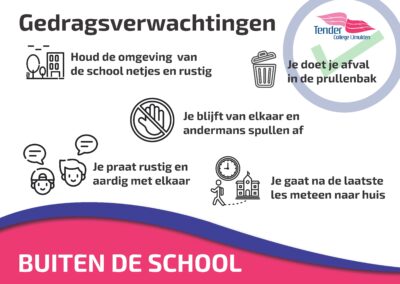 Gedragsverwachtingen
Tender
College IJmuiden
Houd de omgeving van
de school netjes en rustig
Je doet je afval
in de prullenbak
Je blijft van elkaar en
andermans spullen af
Je praat rustig en
aardig met elkaar
Je gaat na de laatste
les meteen naar huis
BUITEN DE SCHOOL